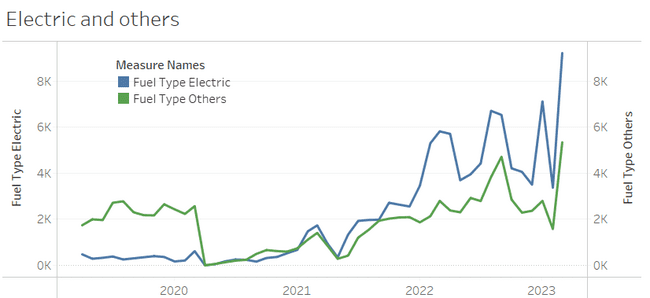 Electric and others
Measure Names
Fuel Type Electric
Fuel Type Others
Fuel Type Electric
8K
6K
4K
2K
0K
8K
6K
4K
2K
0K
Fuel Type Others
2020
2021
2022
2023